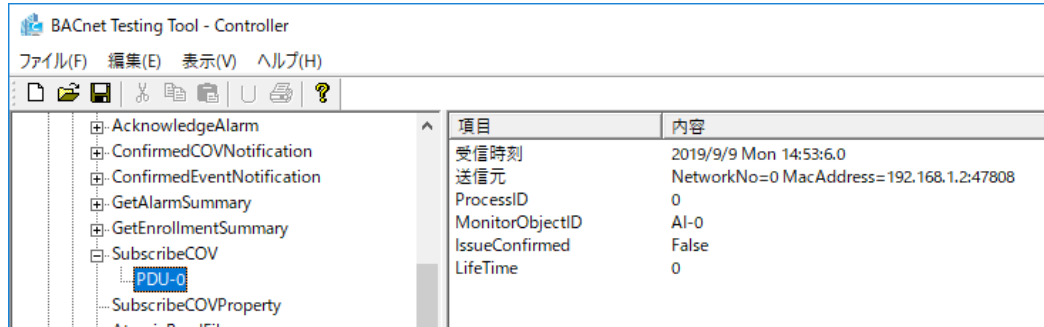 BACnet Testing Tool - Controller
ファイル(F) 編集(E) 表示(V) ヘルプ(H)
AcknowledgeAlarm
ConfirmedCOVNotification
ConfirmedEventNotification
GetAlarmSummary
GetEnrollmentSummary
SubscribeCOV
PDU-0
SubscribeCOVProperty
項目 内容
受信時刻 2019/9/9 Mon 14:53:6.0
送信元 NetworkNo=0 MacAddress=192.168.1.2:47808
ProcessID 0
MonitorObjectID AI-0
IssueConfirmed False
LifeTime 0